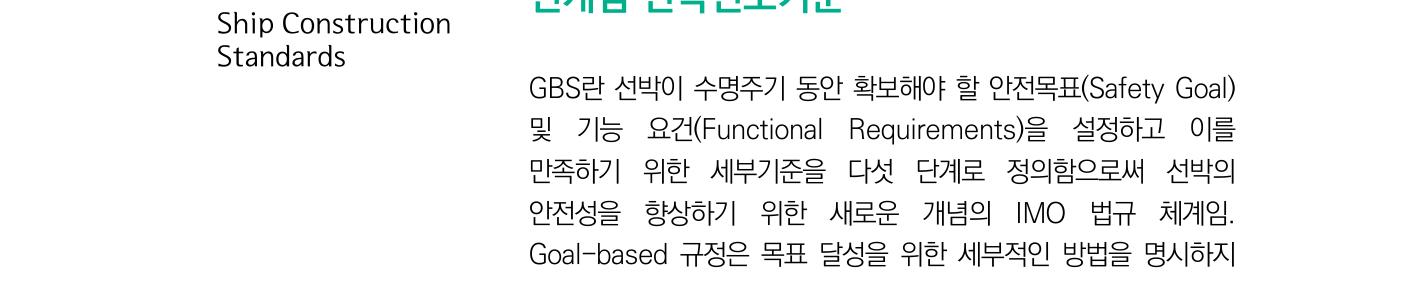 Ship Construction
Standards
GBS란 선박이 수명주기 동안 확보해야 할 안전목표(Safety Goal)
및 기능 요건(Functional Requirements)을 설정하고 이를
만족하기 위한 세부기준을 다섯 단계로 정의함으로써 선박의
안전성을 향상하기 위한 새로운 개념의 IMO 법규 체계임.
Goal-based 규정은 목표 달성을 위한 세부적인 방법을 명시하지